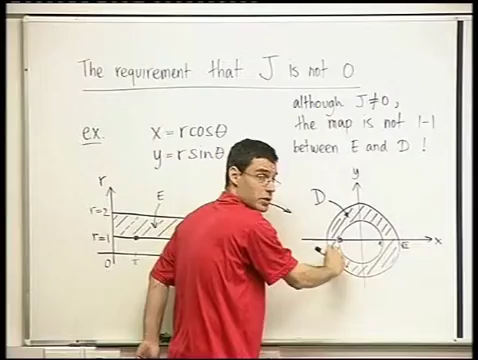 The requirement that J is not 0
although J≠0,
the map is not 1-1
between E and D !
ex.
x = r cos θ
y = r sin θ
r
E
r=2
r=1
0
y
D
x